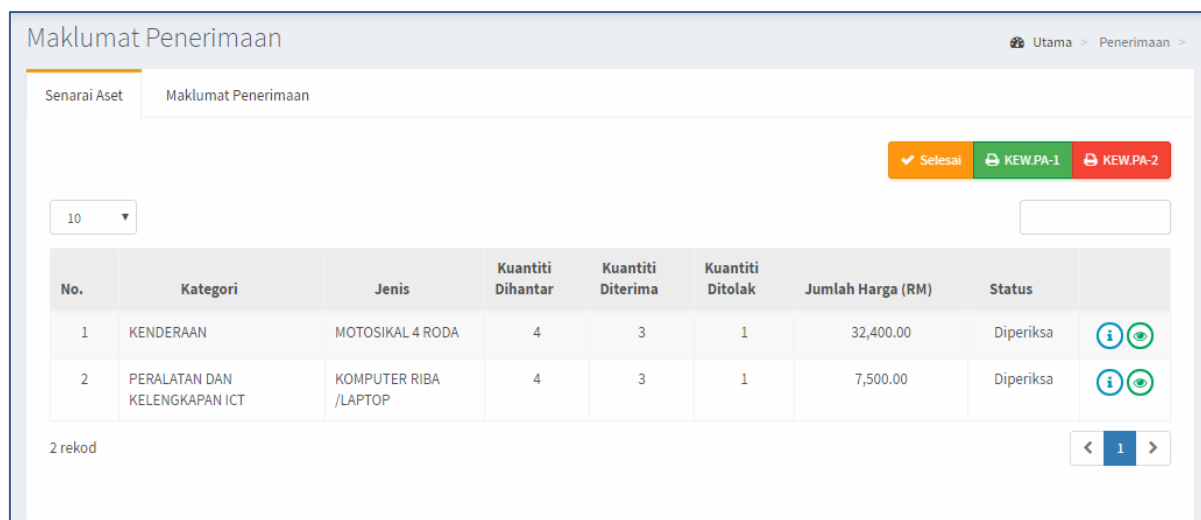 Maklumat Penerimaan
Utama > Penerimaan >
Senarai Aset Maklumat Penerimaan
Selesai KEW.PA-1 KEW.PA-2
10
No. Kategori Jenis Kuantiti Dihantar Kuantiti Diterima Kuantiti Ditolak Jumlah Harga (RM) Status
1 KENDERAAN MOTOSIKAL 4 RODA 4 3 1 32,400.00 Diperiksa
2 PERALATAN DAN KELENGKAPAN ICT KOMPUTER RIBA /LAPTOP 4 3 1 7,500.00 Diperiksa
2 rekod
< 1 >